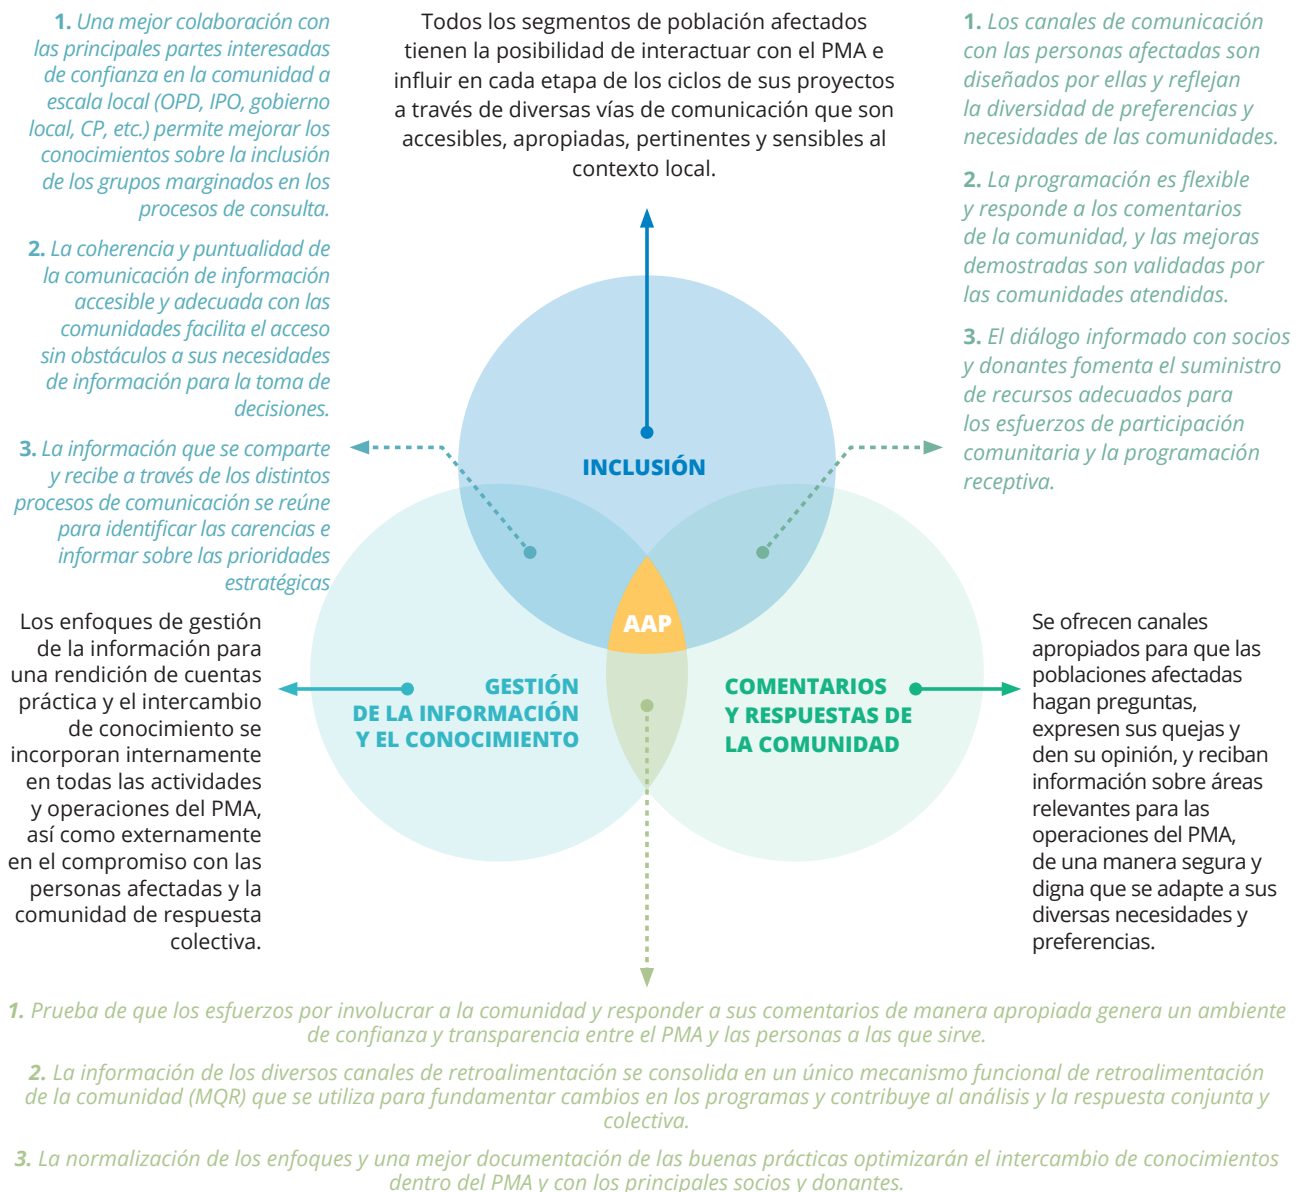 1. Una mejor colaboración con
las principales partes interesadas
de confianza en la comunidad a
escala local (OPD, IPO, gobierno
local, CP, etc.) permite mejorar los
conocimientos sobre la inclusión
de los grupos marginados en los
procesos de consulta.
2. La coherencia y puntualidad de
la comunicación de información
accesible y adecuada con las
comunidades facilita el acceso
sin obstáculos a sus necesidades
de información para la toma de
decisiones.
3. La información que se comparte
y recibe a través de los distintos
procesos de comunicación se reúne
para identificar las carencias e
informar sobre las prioridades
estratégicas
Todos los segmentos de población afectados
tienen la posibilidad de interactuar con el PMA e
influir en cada etapa de los ciclos de sus proyectos
a través de diversas vías de comunicación que son
accesibles, apropiadas, pertinentes y sensibles al
contexto local.
1. Los canales de comunicación
con las personas afectadas son
diseñados por ellas y reflejan
la diversidad de preferencias y
necesidades de las comunidades.
2. La programación es flexible
y responde a los comentarios
de la comunidad, y las mejoras
demostradas son validadas por
las comunidades atendidas.
3. El diálogo informado con socios
y donantes fomenta el suministro
de recursos adecuados para
los esfuerzos de participación
comunitaria y la programación
receptiva.
INCLUSIÓN
AAP
GESTIÓN
DE LA INFORMACIÓN
Y EL CONOCIMIENTO
COMENTARIOS
Y RESPUESTAS DE
LA COMUNIDAD
Los enfoques de gestión
de la información para
una rendición de cuentas
práctica y el intercambio
de conocimiento se
incorporan internamente
en todas las actividades
y operaciones del PMA,
así como externamente
en el compromiso con las
personas afectadas y la
comunidad de respuesta
colectiva.
Se ofrecen canales
apropiados para que las
poblaciones afectadas
hagan preguntas,
expresen sus quejas y
den su opinión, y reciban
información sobre áreas
relevantes para las
operaciones del PMA,
de una manera segura y
digna que se adapte a sus
diversas necesidades y
preferencias.
1. Prueba de que los esfuerzos por involucrar a la comunidad y responder a sus comentarios de manera apropiada genera un ambiente
de confianza y transparencia entre el PMA y las personas a las que sirve.
2. La información de los diversos canales de retroalimentación se consolida en un único mecanismo funcional de retroalimentación
de la comunidad (MQR) que se utiliza para fundamentar cambios en los programas y contribuye al análisis y la respuesta conjunta y
colectiva.
3. La normalización de los enfoques y una mejor documentación de las buenas prácticas optimizarán el intercambio de conocimientos
dentro del PMA y con los principales socios y donantes.